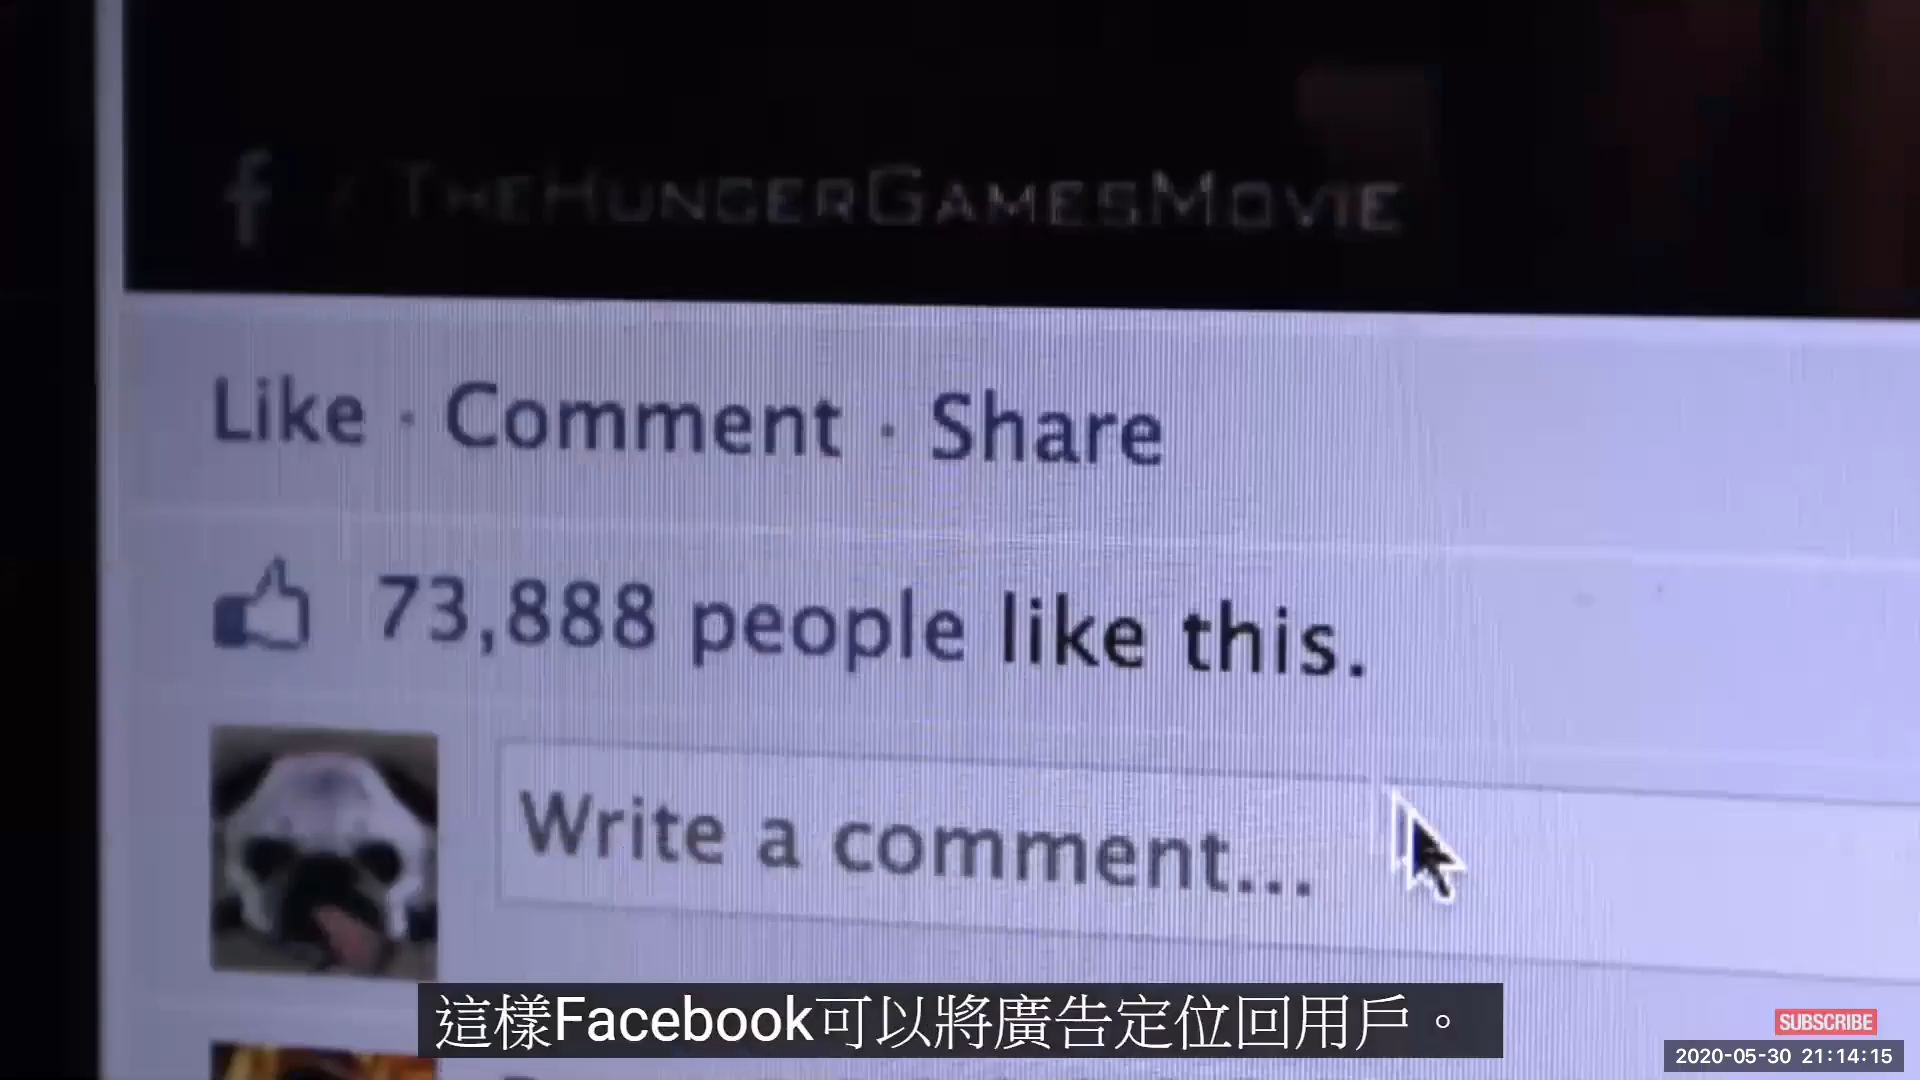 f / TheHungerGamesMovie
Like · Comment · Share
73,888 people like this.
Write a comment...
這樣Facebook可以將廣告定位回用戶。
SUBSCRIBE
2020-05-30 21:14:15